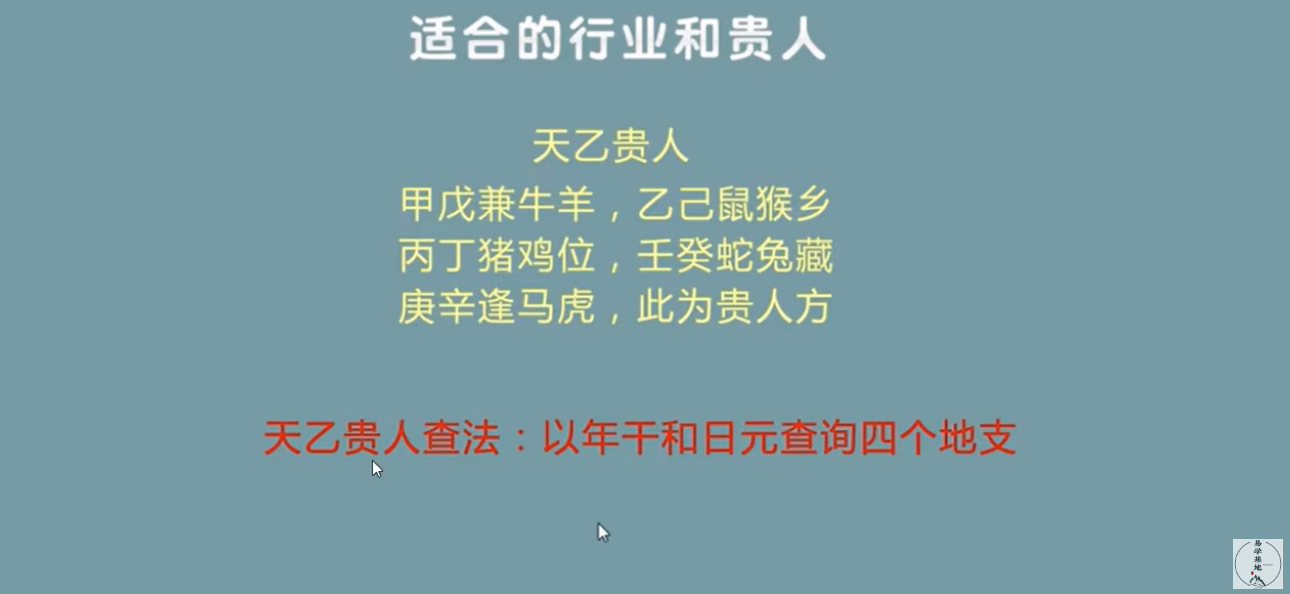 适合的行业和贵人
天乙贵人
甲戊兼牛羊，乙己鼠猴乡
丙丁猪鸡位，壬癸蛇兔藏
庚辛逢马虎，此为贵人方
天乙贵人查法：以年干和日元查询四个地支
易学基地